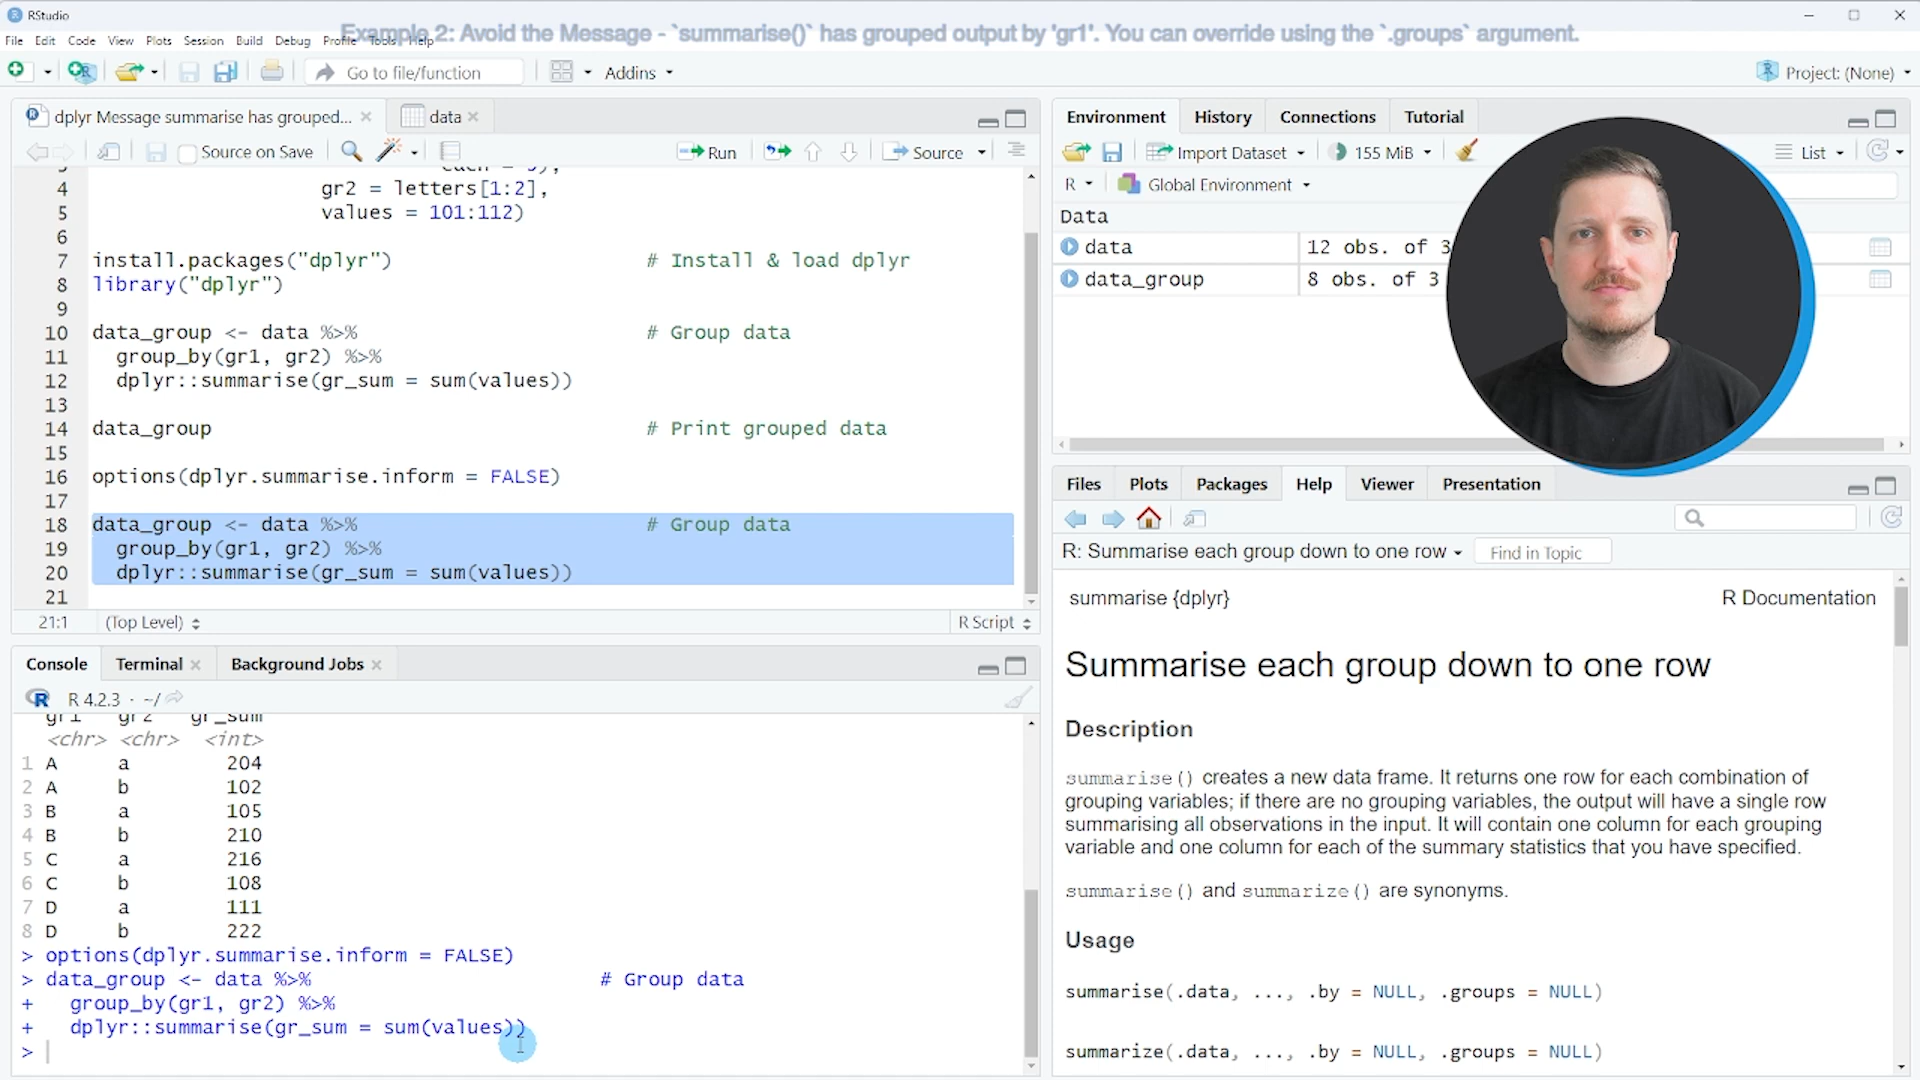 RStudio
Example 2: Avoid the Message - `summarise()` has grouped output by 'gr1'. You can override using the `.groups` argument.
File Edit Code View Plots Session Build Debug Profile Tools Help
Go to file/function
Addins
Project: (None)
dplyr Message summarise has grouped...
data
Source on Save
Run
Source
4 gr2 = letters[1:2],
5 values = 101:112)
6
7 install.packages("dplyr") # Install & load dplyr
8 library("dplyr")
9
10 data_group <- data %>% # Group data
11 group_by(gr1, gr2) %>%
12 dplyr::summarise(gr_sum = sum(values))
13
14 data_group # Print grouped data
15
16 options(dplyr.summarise.inform = FALSE)
17
18 data_group <- data %>% # Group data
19 group_by(gr1, gr2) %>%
20 dplyr::summarise(gr_sum = sum(values))
21
21:1 (Top Level) R Script
Console Terminal Background Jobs
R 4.2.3 · ~/
gr1 gr2 gr_sum
<chr> <chr> <int>
1 A a 204
2 A b 102
3 B a 105
4 B b 210
5 C a 216
6 C b 108
7 D a 111
8 D b 222
> options(dplyr.summarise.inform = FALSE)
> data_group <- data %>% # Group data
+ group_by(gr1, gr2) %>%
+ dplyr::summarise(gr_sum = sum(values))
>
Environment History Connections Tutorial
Import Dataset 155 MiB List
R Global Environment
Data
data 12 obs. of 3
data_group 8 obs. of 3
Files Plots Packages Help Viewer Presentation
R: Summarise each group down to one row Find in Topic
summarise {dplyr} R Documentation
Summarise each group down to one row
Description
summarise() creates a new data frame. It returns one row for each combination of
grouping variables; if there are no grouping variables, the output will have a single row
summarising all observations in the input. It will contain one column for each grouping
variable and one column for each of the summary statistics that you have specified.
summarise() and summarize() are synonyms.
Usage
summarise(.data, ..., .by = NULL, .groups = NULL)
summarize(.data, ..., .by = NULL, .groups = NULL)